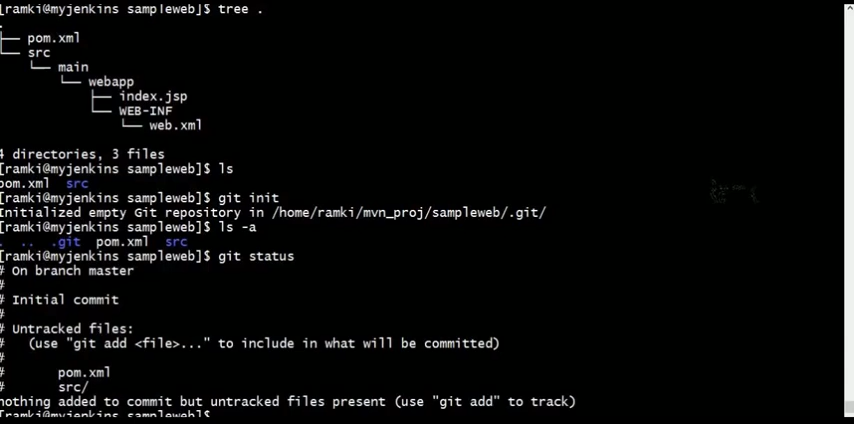 [ramki@myjenkins sampleweb]$ tree .
.
├── pom.xml
└── src
    └── main
        └── webapp
            ├── index.jsp
            └── WEB-INF
                └── web.xml
4 directories, 3 files
[ramki@myjenkins sampleweb]$ ls
pom.xml  src
[ramki@myjenkins sampleweb]$ git init
Initialized empty Git repository in /home/ramki/mvn_proj/sampleweb/.git/
[ramki@myjenkins sampleweb]$ ls -a
.  ..  .git  pom.xml  src
[ramki@myjenkins sampleweb]$ git status
# On branch master
#
# Initial commit
#
# Untracked files:
#   (use "git add <file>..." to include in what will be committed)
#
#       pom.xml
#       src/
nothing added to commit but untracked files present (use "git add" to track)
[ramki@myjenkins sampleweb]$